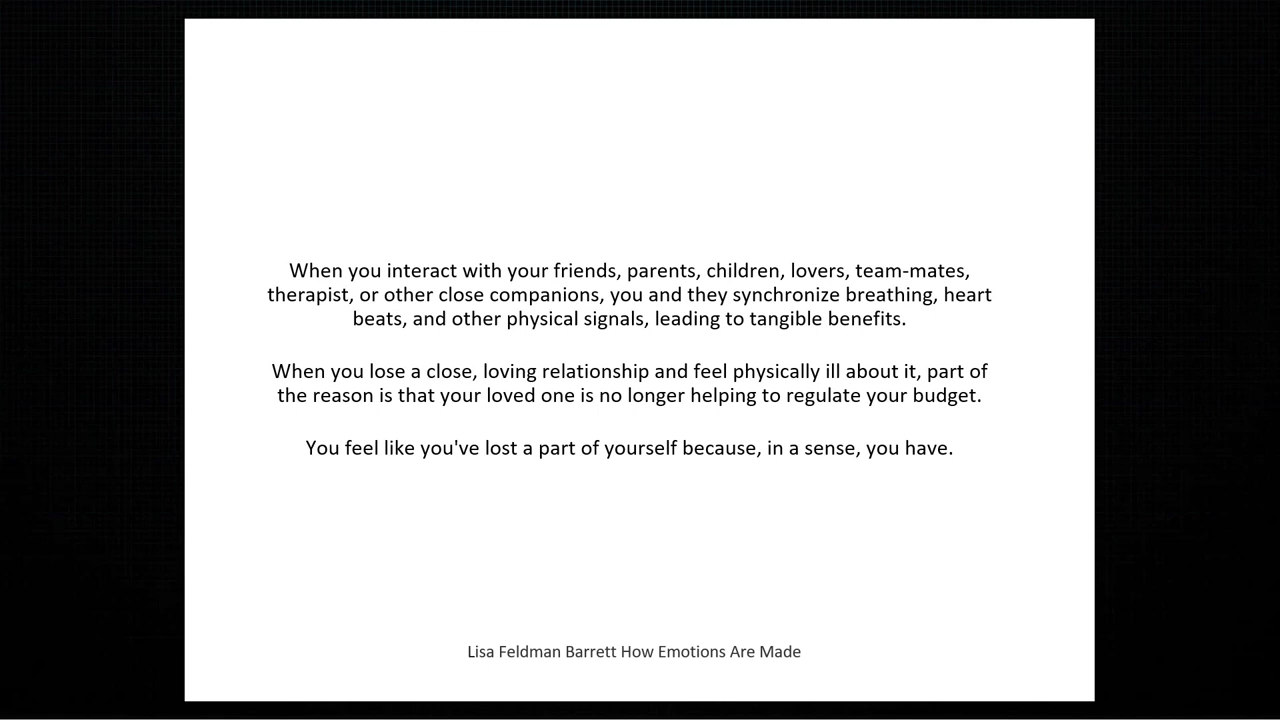 When you interact with your friends, parents, children, lovers, team-mates,
therapist, or other close companions, you and they synchronize breathing, heart
beats, and other physical signals, leading to tangible benefits.
When you lose a close, loving relationship and feel physically ill about it, part of
the reason is that your loved one is no longer helping to regulate your budget.
You feel like you've lost a part of yourself because, in a sense, you have.
Lisa Feldman Barrett How Emotions Are Made